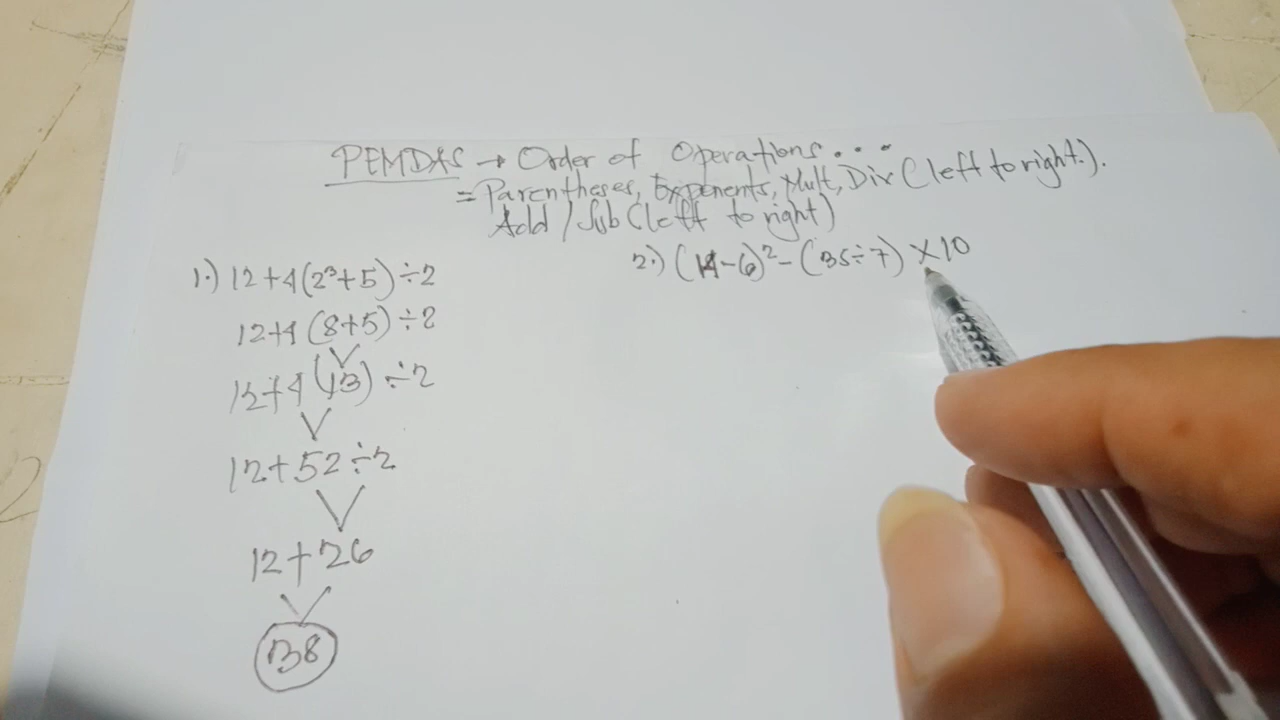 PEMDAS → Order of Operations...
= Parentheses, Exponents, Mult, Div (left to right.).
Add / Sub (left to right)
1.) 12+4(2³+5)÷2
12+4 (8+5) ÷2
12+4 (13) ÷2
12+52÷2
12+26
38
2.) (14-6)²-(35÷7) ×10